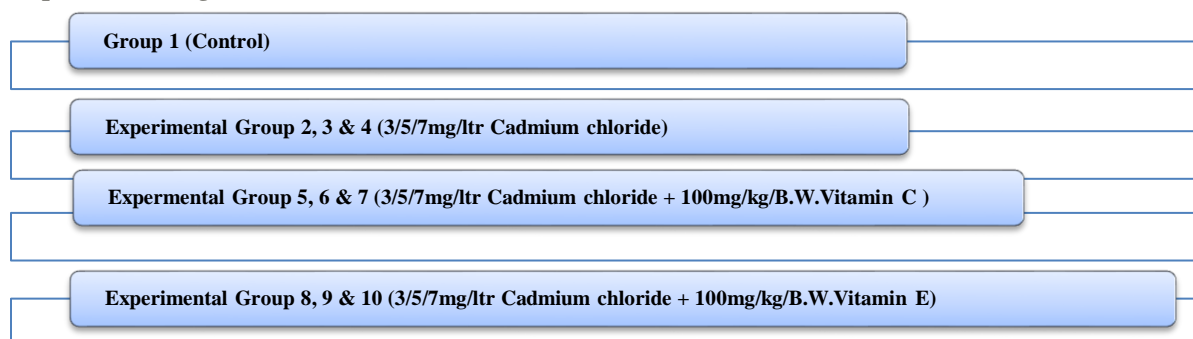 Group 1 (Control)
Experimental Group 2, 3 & 4 (3/5/7mg/ltr Cadmium chloride)
Expermental Group 5, 6 & 7 (3/5/7mg/ltr Cadmium chloride + 100mg/kg/B.W.Vitamin C )
Experimental Group 8, 9 & 10 (3/5/7mg/ltr Cadmium chloride + 100mg/kg/B.W.Vitamin E)